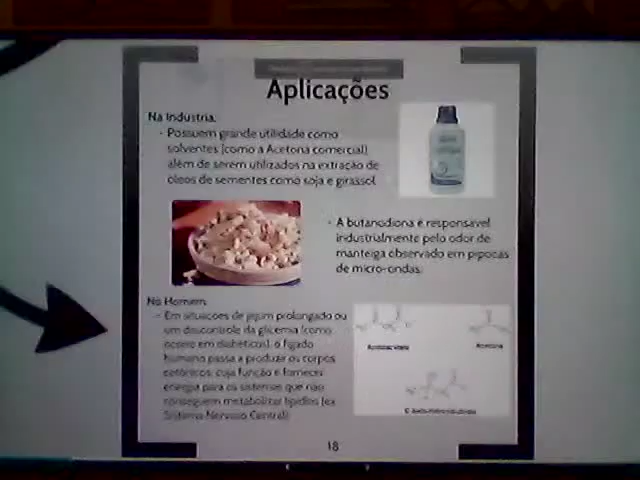 Aplicações
Na Industria.
- Possuem grande utilidade como
solventes (como a Acetona comercial)
além de serem utilizados na extração de
óleos de sementes como soja e girassol
- A butanodiona é responsável
industrialmente pelo odor de
manteiga observado em pipocas
de micro-ondas.
No Homem.
- Em situações de jejum prolongado ou
um descontrole da glicemia (como
ocorre em diabéticos), o fígado
humano passa a produzir os corpos
cetônicos, cuja função é fornecer
energia para os sistemas que não
conseguem metabolizar lipídios (ex
Sistema Nervoso Central)
Acetona
18